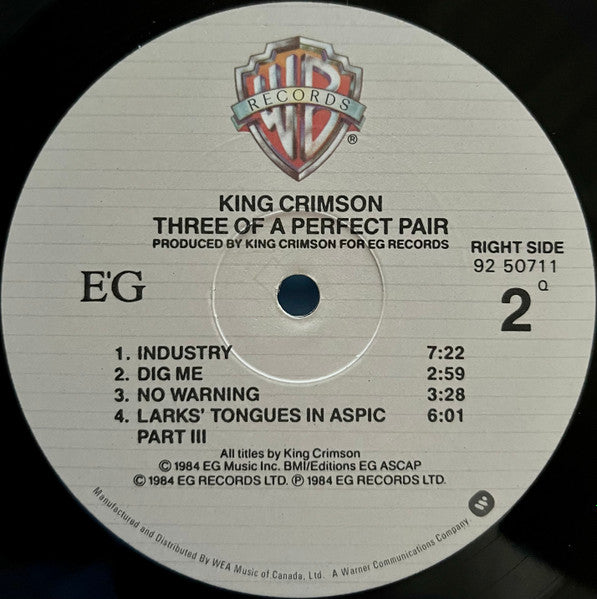 WB
RECORDS
®
KING CRIMSON
THREE OF A PERFECT PAIR
PRODUCED BY KING CRIMSON FOR EG RECORDS
RIGHT SIDE
92 50711
E'G
Q
2
1. INDUSTRY 7:22
2. DIG ME 2:59
3. NO WARNING 3:28
4. LARKS' TONGUES IN ASPIC 6:01
PART III
All titles by King Crimson
© 1984 EG Music Inc. BMI/Editions EG ASCAP
© 1984 EG RECORDS LTD. ℗ 1984 EG RECORDS LTD.
Manufactured and Distributed By WEA Music of Canada, Ltd. A Warner Communications Company